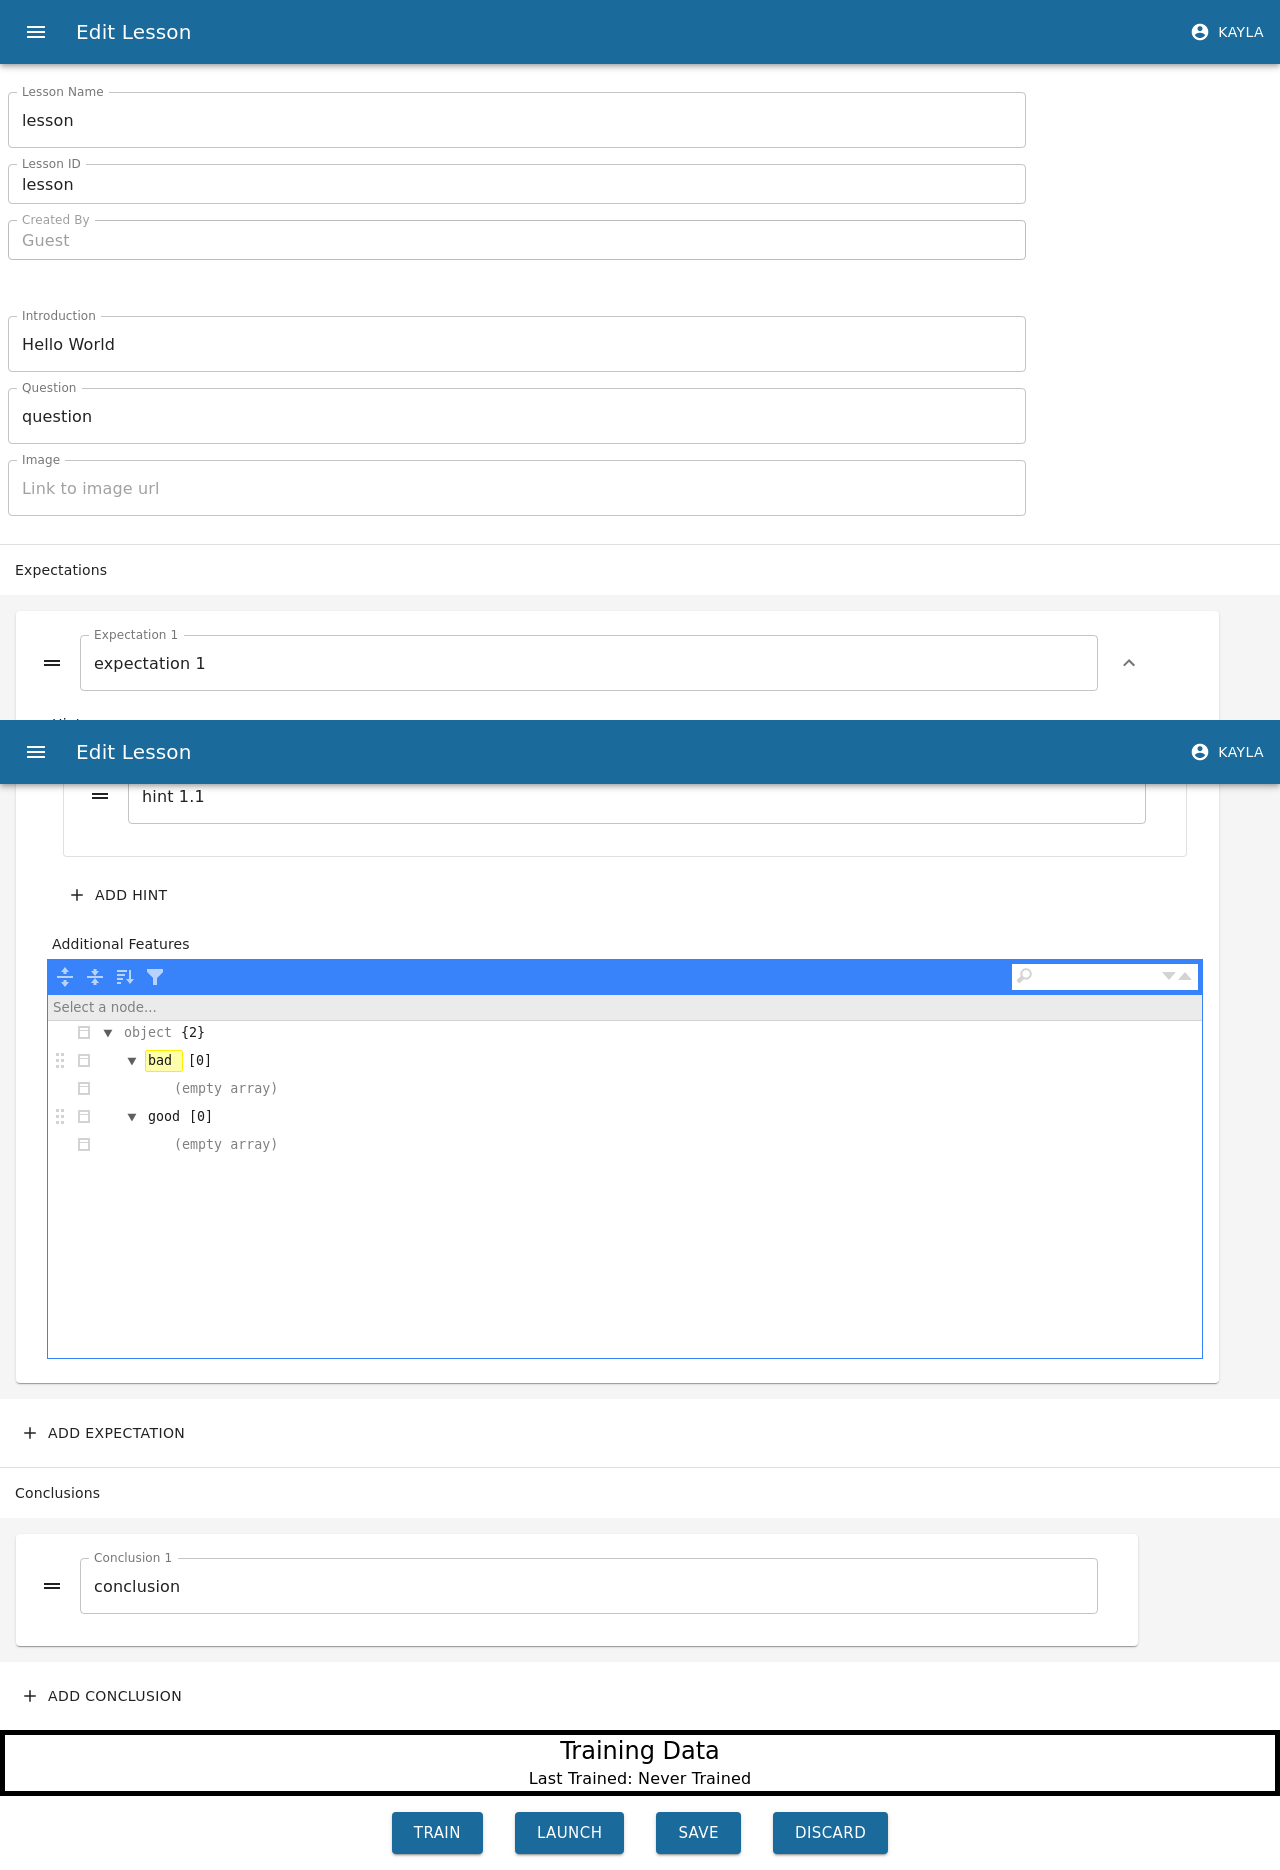 Edit Lesson
KAYLA
Lesson Name
lesson
Lesson ID
lesson
Created By
Guest
Introduction
Hello World
Question
question
Image
Link to image url
Expectations
Expectation 1
expectation 1
Edit Lesson
KAYLA
hint 1.1
ADD HINT
Additional Features
Select a node...
object {2}
bad [0]
(empty array)
good [0]
(empty array)
ADD EXPECTATION
Conclusions
Conclusion 1
conclusion
ADD CONCLUSION
Training Data
Last Trained: Never Trained
TRAIN LAUNCH SAVE DISCARD